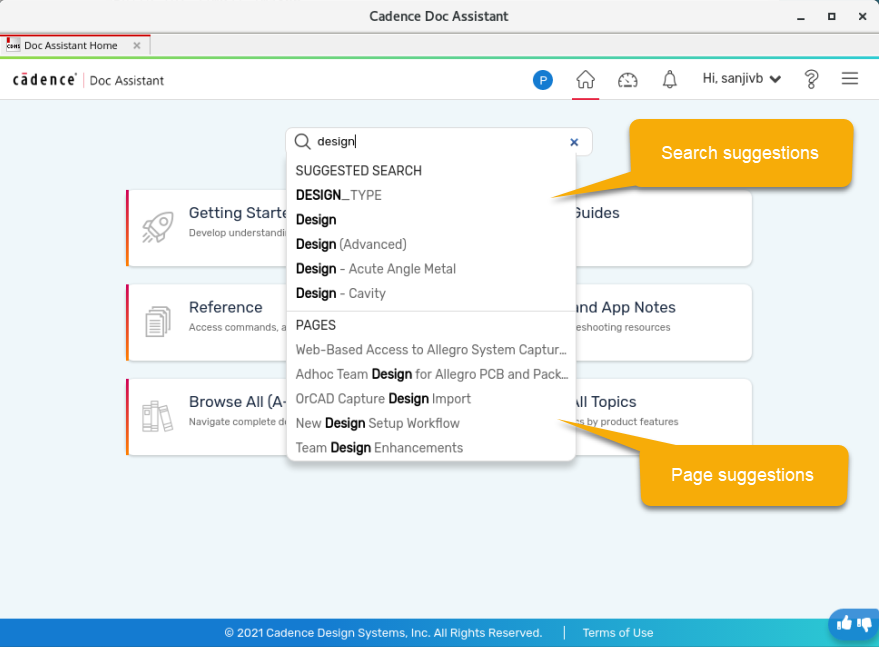 Cadence Doc Assistant
Doc Assistant Home
cādence Doc Assistant
P
Hi, sanjivb
design
Search suggestions
SUGGESTED SEARCH
DESIGN_TYPE
Design
Design (Advanced)
Design - Acute Angle Metal
Design - Cavity
Getting Starte
Develop understandi
Guides
Reference
Access commands, a
and App Notes
eshooting resources
PAGES
Web-Based Access to Allegro System Captur...
Adhoc Team Design for Allegro PCB and Pack...
OrCAD Capture Design Import
New Design Setup Workflow
Team Design Enhancements
Browse All (A-
Navigate complete de
All Topics
s by product features
Page suggestions
© 2021 Cadence Design Systems, Inc. All Rights Reserved. | Terms of Use